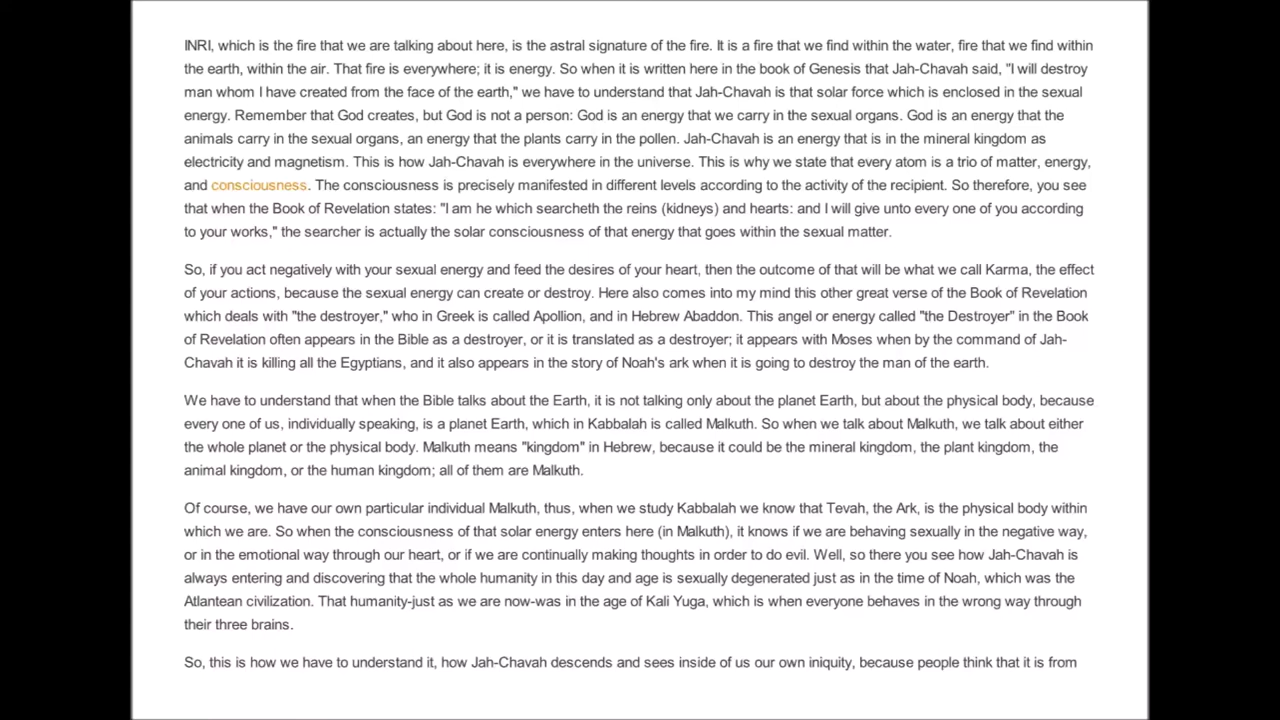 INRI, which is the fire that we are talking about here, is the astral signature of the fire. It is a fire that we find within the water, fire that we find within
the earth, within the air. That fire is everywhere; it is energy. So when it is written here in the book of Genesis that Jah-Chavah said, "I will destroy
man whom I have created from the face of the earth," we have to understand that Jah-Chavah is that solar force which is enclosed in the sexual
energy. Remember that God creates, but God is not a person: God is an energy that we carry in the sexual organs. God is an energy that the
animals carry in the sexual organs, an energy that the plants carry in the pollen. Jah-Chavah is an energy that is in the mineral kingdom as
electricity and magnetism. This is how Jah-Chavah is everywhere in the universe. This is why we state that every atom is a trio of matter, energy,
and consciousness. The consciousness is precisely manifested in different levels according to the activity of the recipient. So therefore, you see
that when the Book of Revelation states: "I am he which searcheth the reins (kidneys) and hearts: and I will give unto every one of you according
to your works," the searcher is actually the solar consciousness of that energy that goes within the sexual matter.
So, if you act negatively with your sexual energy and feed the desires of your heart, then the outcome of that will be what we call Karma, the effect
of your actions, because the sexual energy can create or destroy. Here also comes into my mind this other great verse of the Book of Revelation
which deals with "the destroyer," who in Greek is called Apollion, and in Hebrew Abaddon. This angel or energy called "the Destroyer" in the Book
of Revelation often appears in the Bible as a destroyer, or it is translated as a destroyer; it appears with Moses when by the command of Jah-
Chavah it is killing all the Egyptians, and it also appears in the story of Noah's ark when it is going to destroy the man of the earth.
We have to understand that when the Bible talks about the Earth, it is not talking only about the planet Earth, but about the physical body, because
every one of us, individually speaking, is a planet Earth, which in Kabbalah is called Malkuth. So when we talk about Malkuth, we talk about either
the whole planet or the physical body. Malkuth means "kingdom" in Hebrew, because it could be the mineral kingdom, the plant kingdom, the
animal kingdom, or the human kingdom; all of them are Malkuth.
Of course, we have our own particular individual Malkuth, thus, when we study Kabbalah we know that Tevah, the Ark, is the physical body within
which we are. So when the consciousness of that solar energy enters here (in Malkuth), it knows if we are behaving sexually in the negative way,
or in the emotional way through our heart, or if we are continually making thoughts in order to do evil. Well, so there you see how Jah-Chavah is
always entering and discovering that the whole humanity in this day and age is sexually degenerated just as in the time of Noah, which was the
Atlantean civilization. That humanity-just as we are now-was in the age of Kali Yuga, which is when everyone behaves in the wrong way through
their three brains.
So, this is how we have to understand it, how Jah-Chavah descends and sees inside of us our own iniquity, because people think that it is from